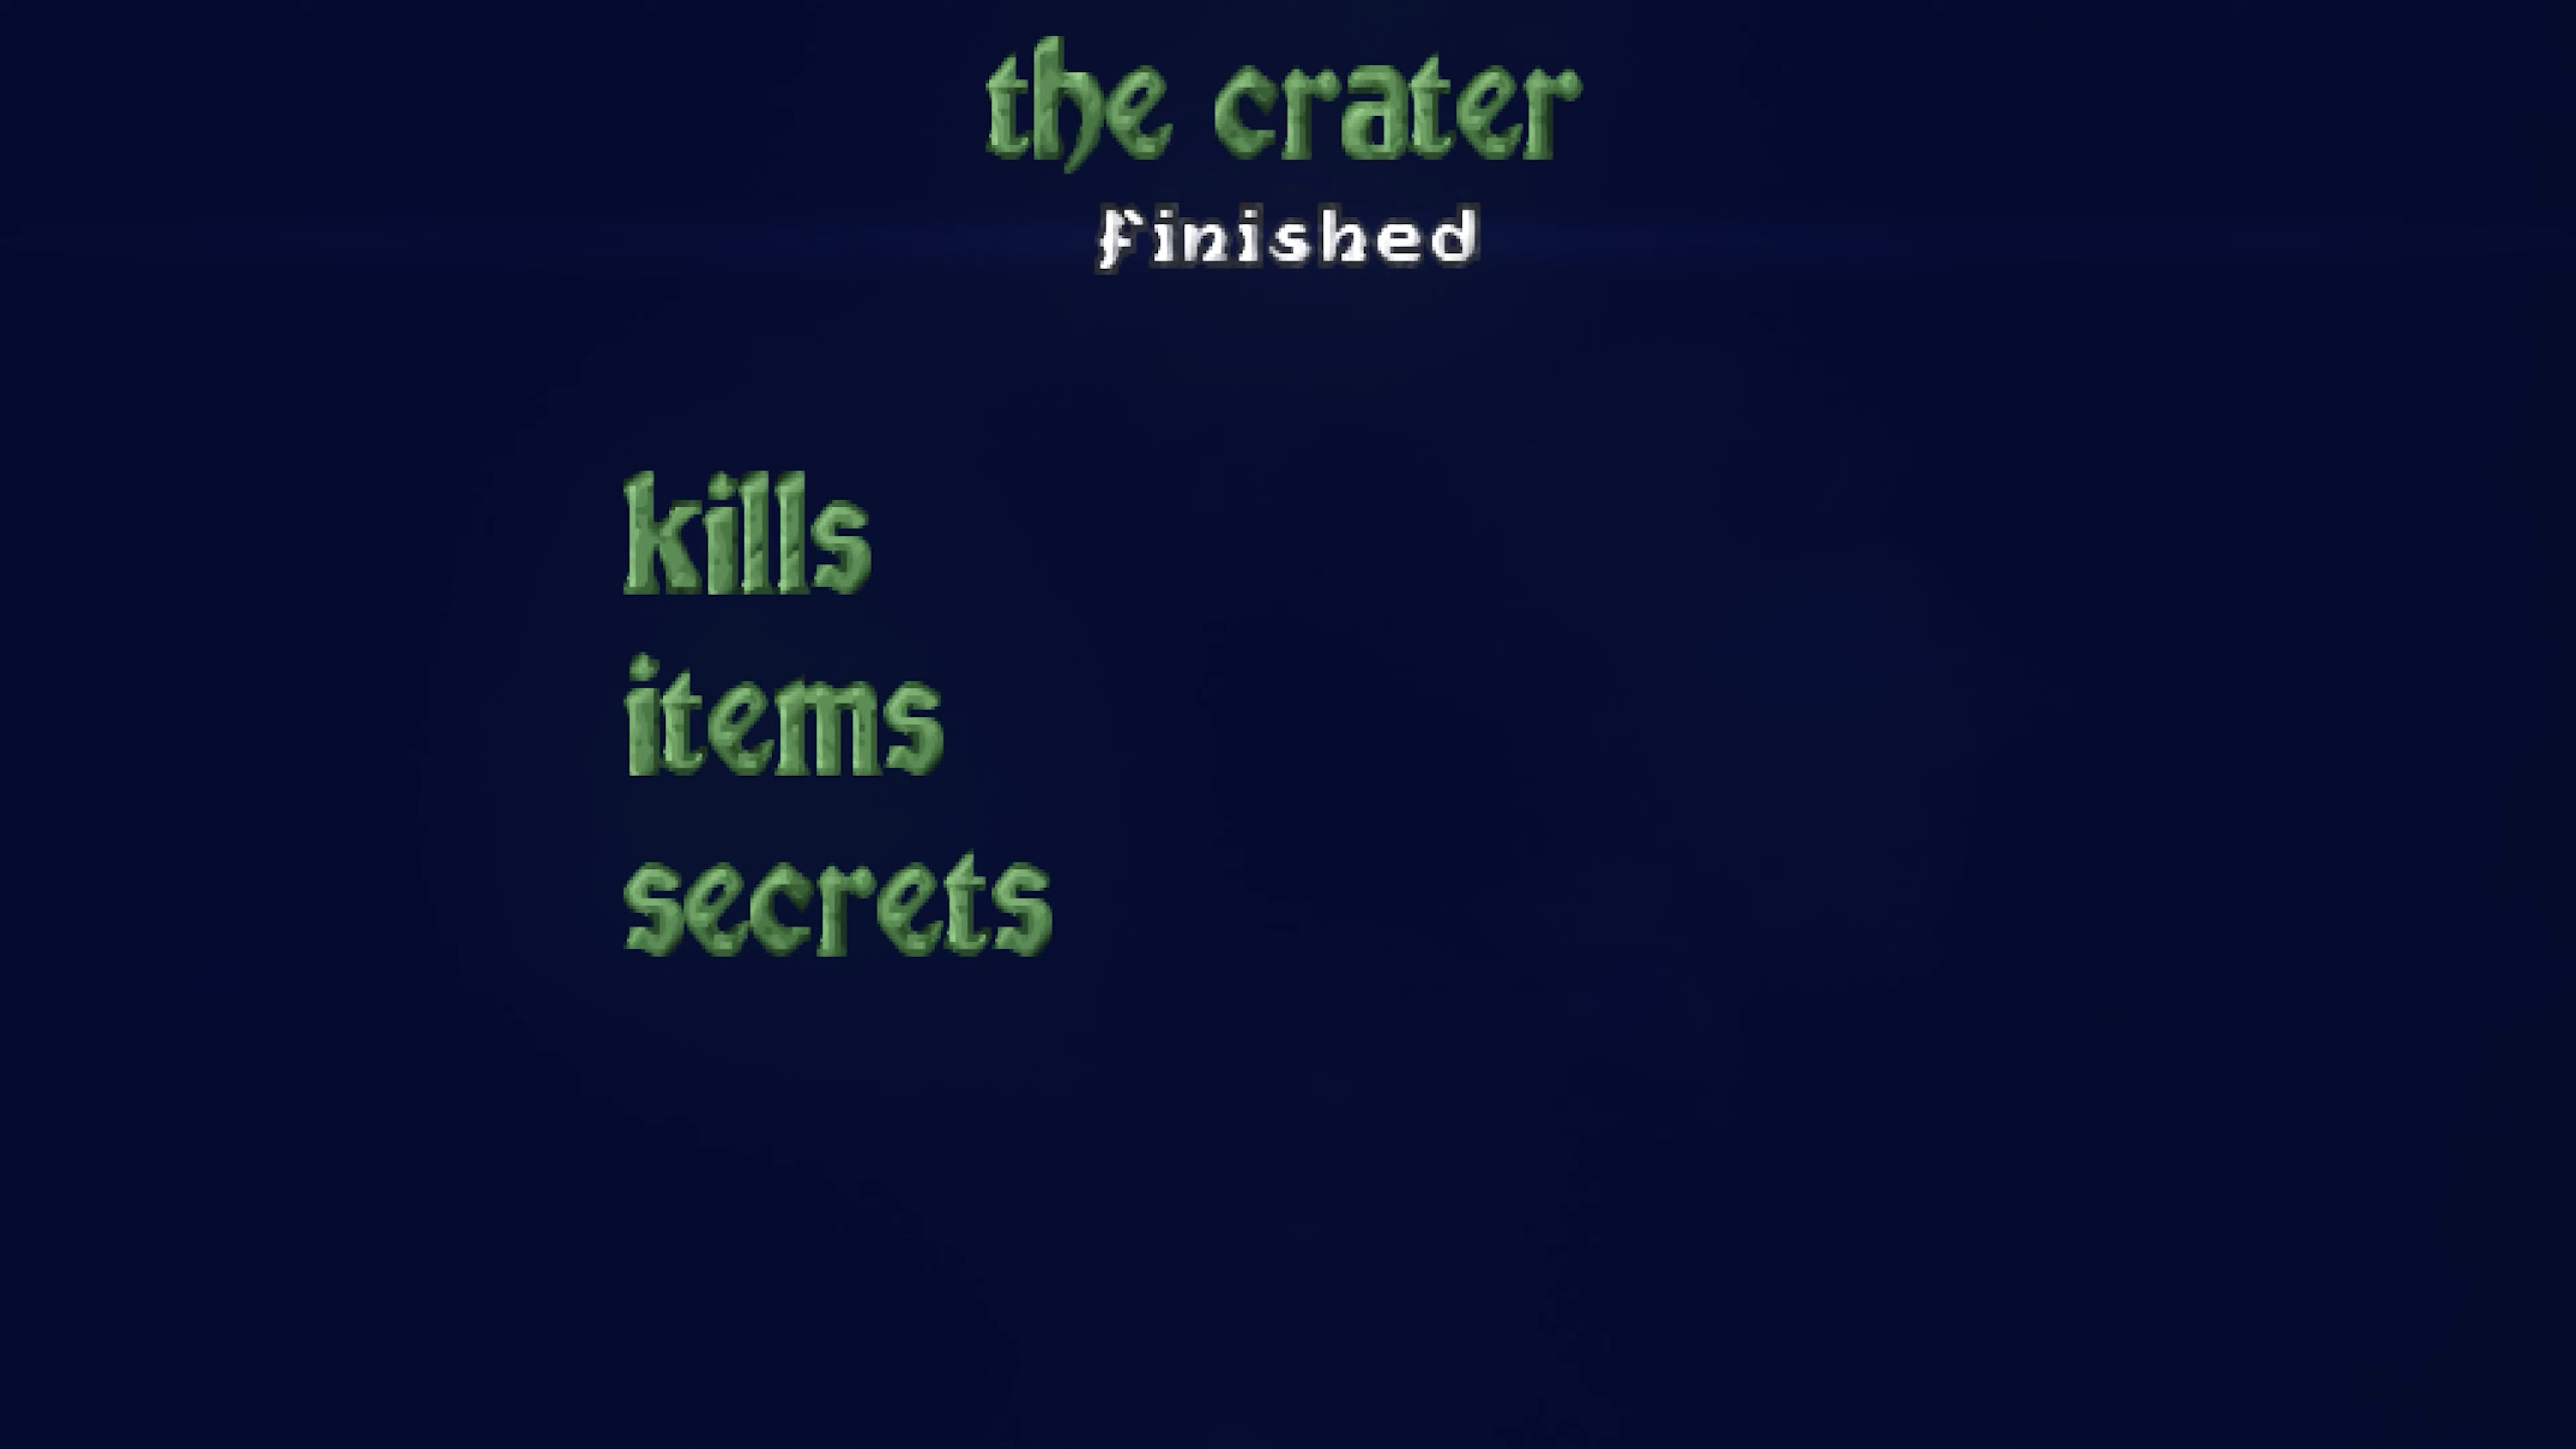 the crater
Finished
kills
items
secrets